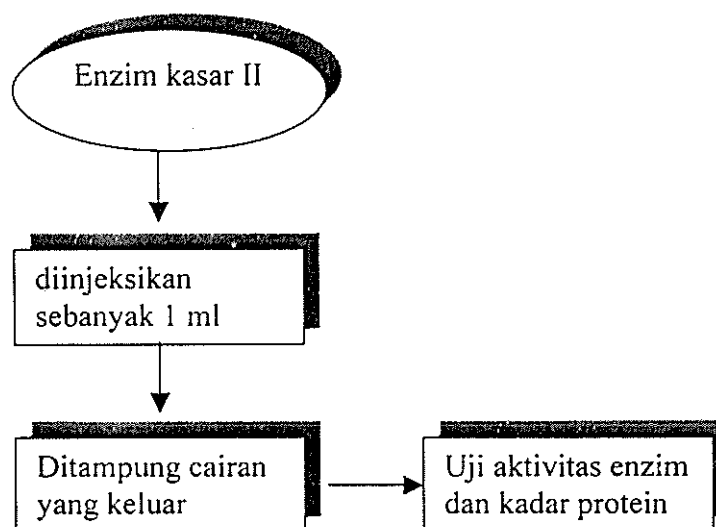 Enzim kasar II
diinjeksikan
sebanyak 1 ml
Ditampung cairan
yang keluar
Uji aktivitas enzim
dan kadar protein